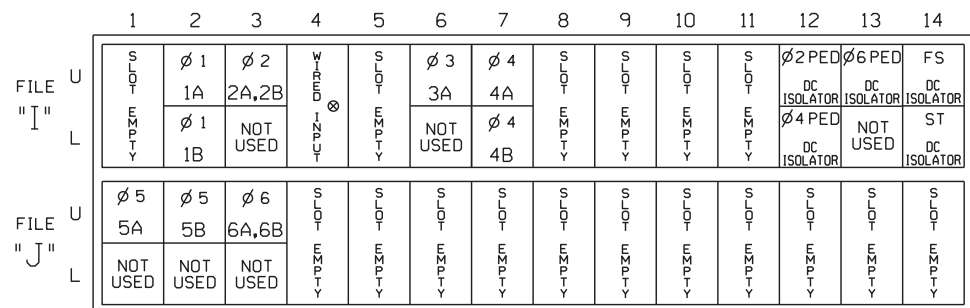 1 2 3 4 5 6 7 8 9 10 11 12 13 14
FILE "I"
U
L
SLOT EMPTY
Ø 1
1A
Ø 1
1B
Ø 2
2A,2B
NOT USED
WIRED INPUT ⊗
SLOT EMPTY
Ø 3
3A
NOT USED
Ø 4
4A
Ø 4
4B
SLOT EMPTY
SLOT EMPTY
SLOT EMPTY
SLOT EMPTY
Ø2 PED
DC
ISOLATOR
Ø4 PED
DC
ISOLATOR
Ø6 PED
DC
ISOLATOR
NOT
USED
FS
DC
ISOLATOR
ST
DC
ISOLATOR
FILE "J"
U
L
Ø 5
5A
NOT
USED
Ø 5
5B
NOT
USED
Ø 6
6A,6B
NOT
USED
SLOT EMPTY
SLOT EMPTY
SLOT EMPTY
SLOT EMPTY
SLOT EMPTY
SLOT EMPTY
SLOT EMPTY
SLOT EMPTY
SLOT EMPTY
SLOT EMPTY
SLOT EMPTY